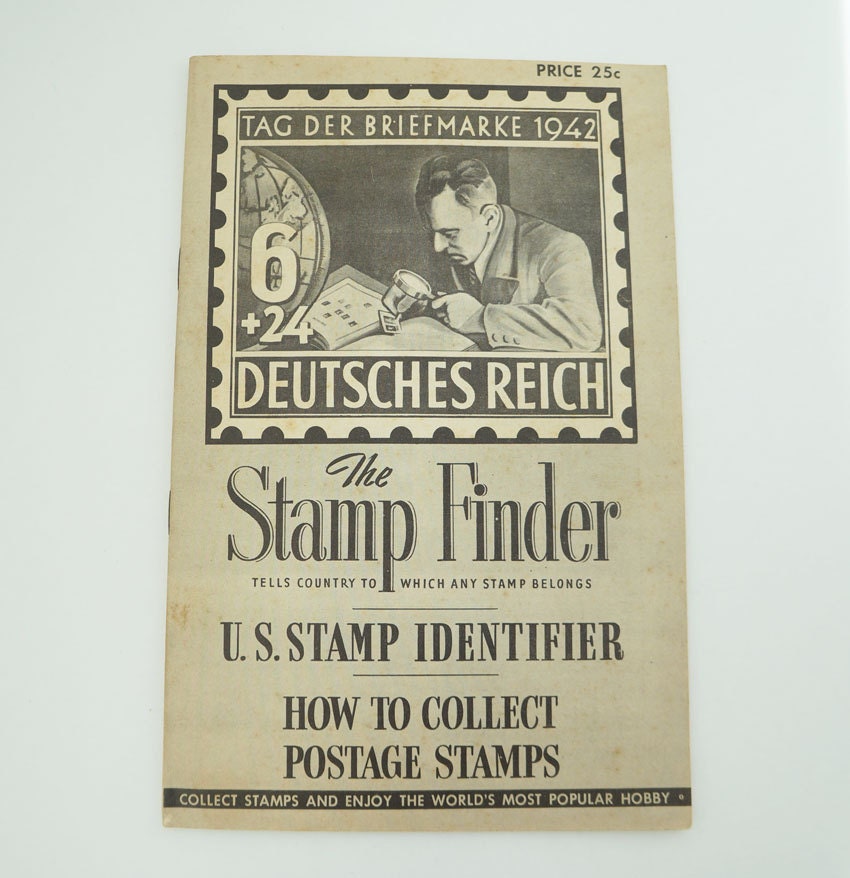 PRICE 25c
TAG DER BRIEFMARKE 1942
6
+24
DEUTSCHES REICH
The
Stamp Finder
TELLS COUNTRY TO WHICH ANY STAMP BELONGS
U.S. STAMP IDENTIFIER
HOW TO COLLECT
POSTAGE STAMPS
COLLECT STAMPS AND ENJOY THE WORLD'S MOST POPULAR HOBBY